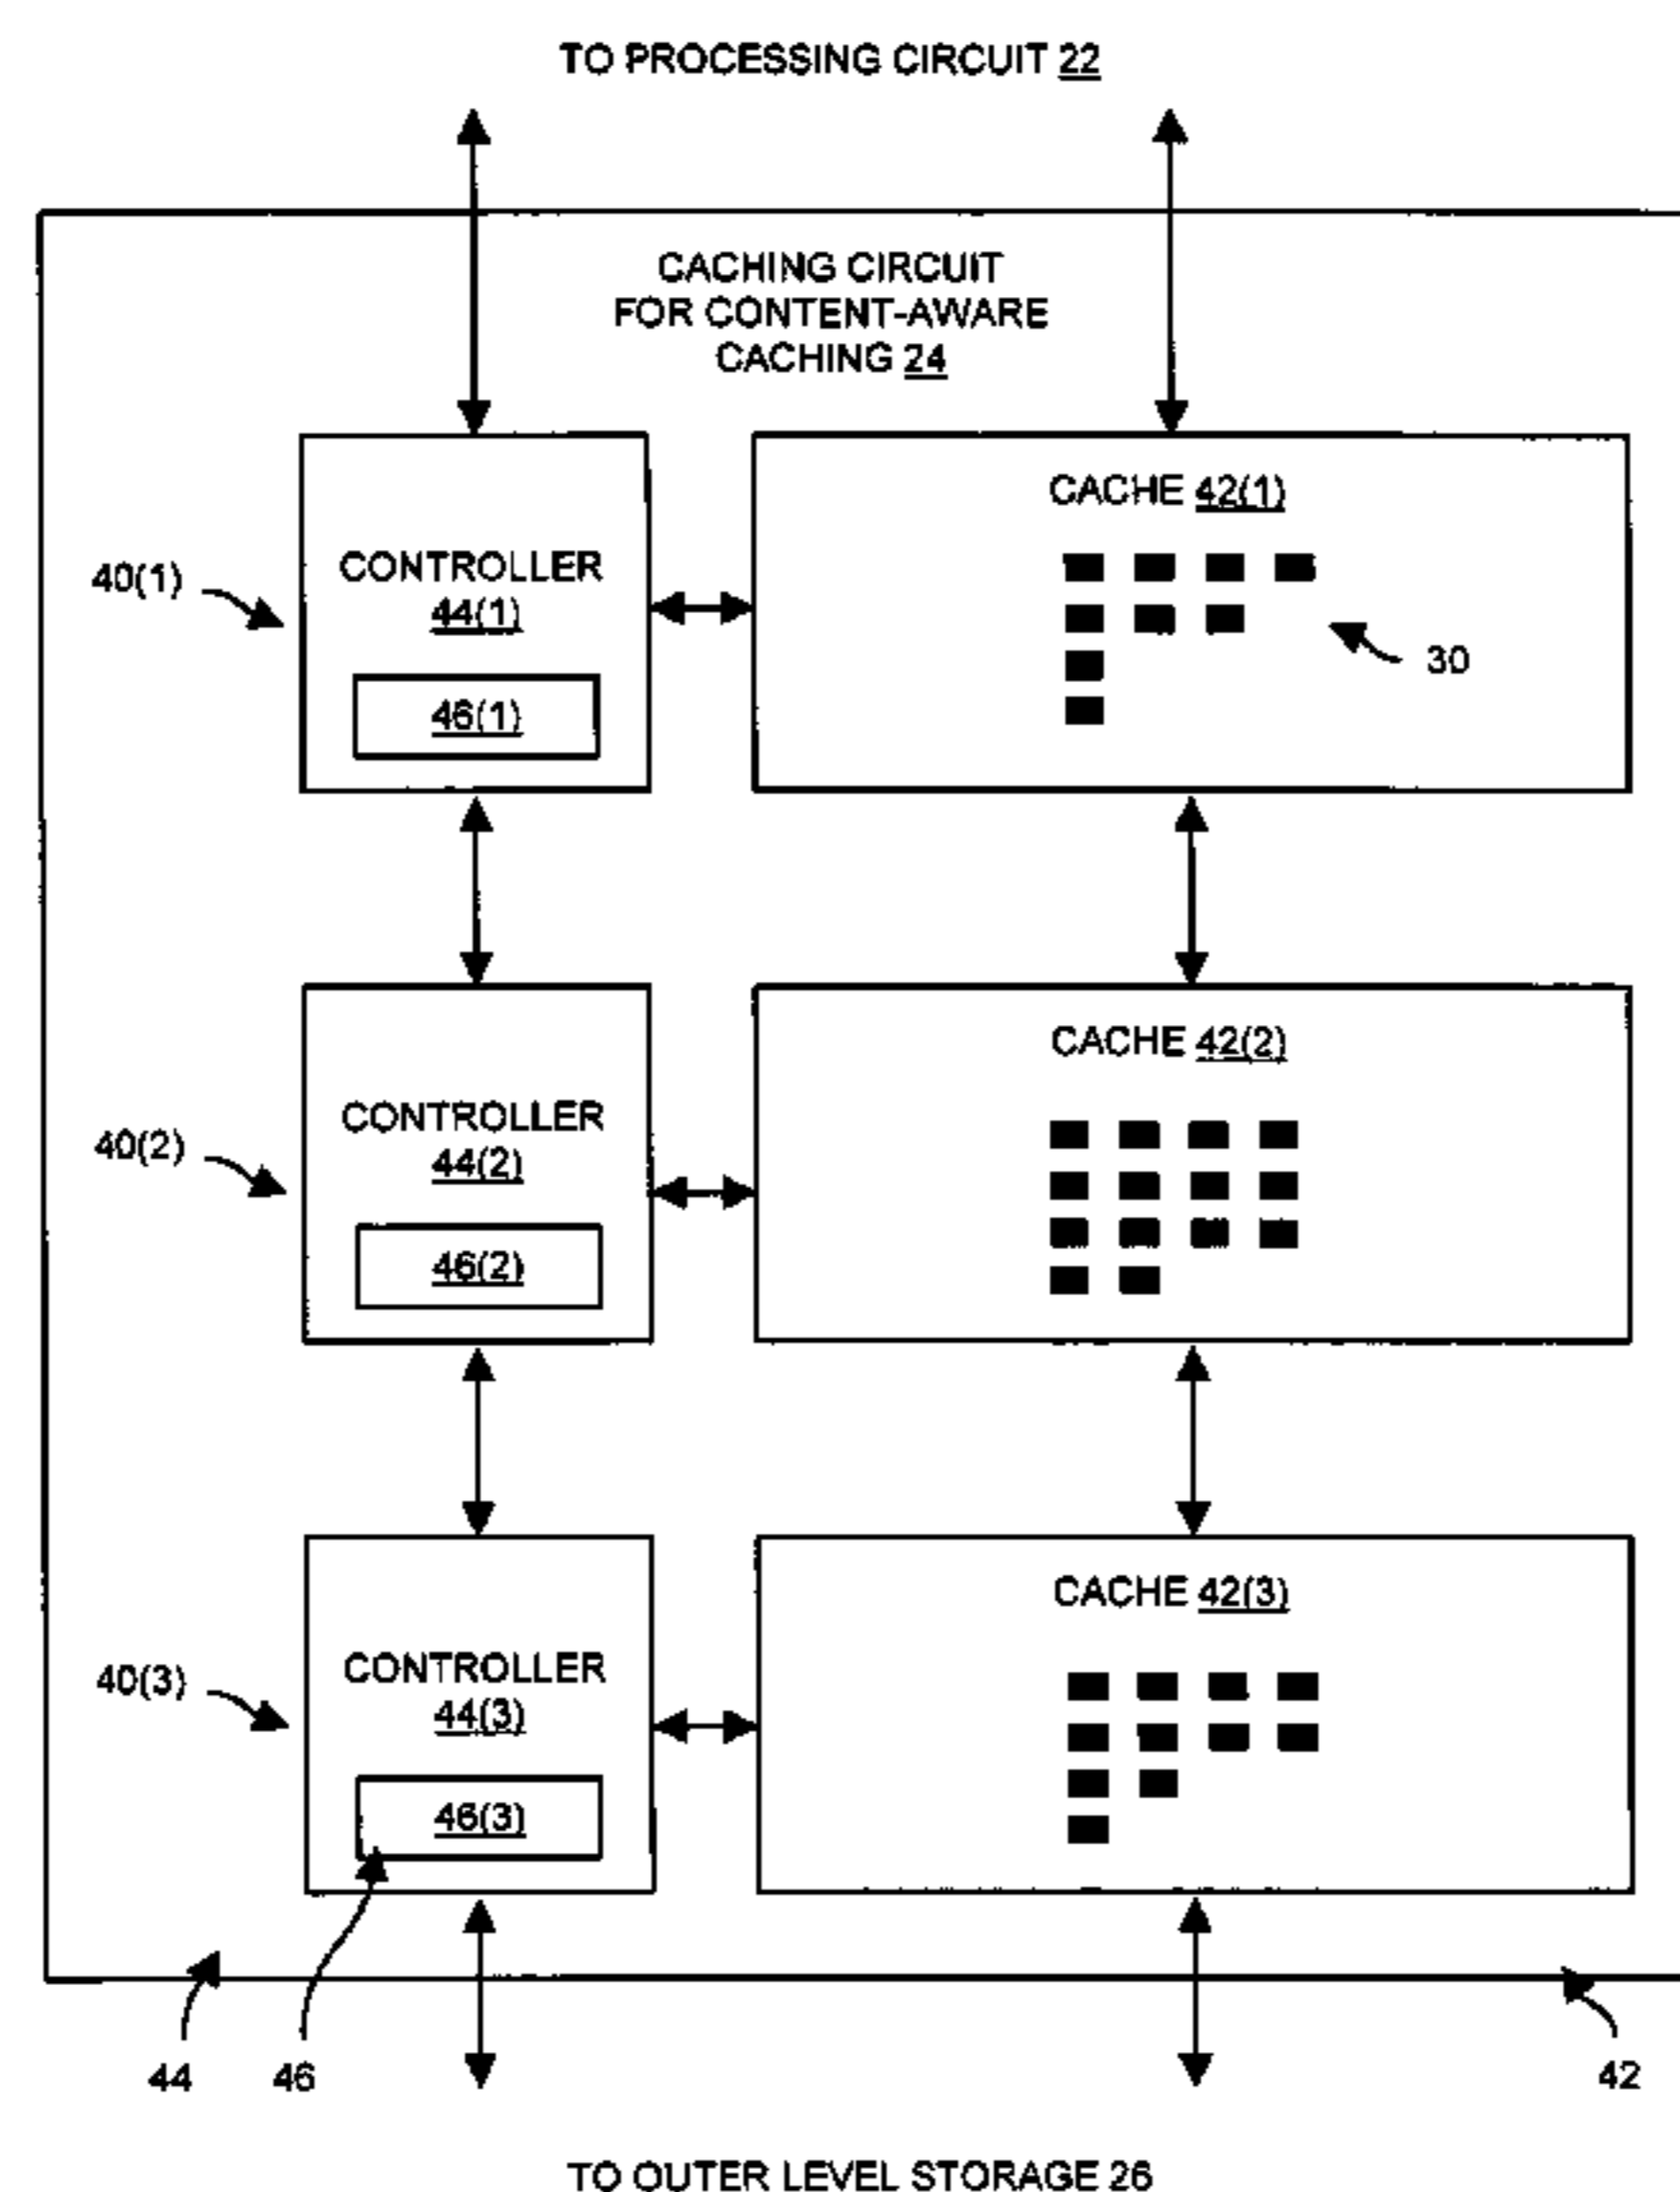 TO PROCESSING CIRCUIT 22
CACHING CIRCUIT
FOR CONTENT-AWARE
CACHING 24
CACHE 42(1)
CONTROLLER
44(1)
40(1)
30
46(1)
CACHE 42(2)
CONTROLLER
44(2)
40(2)
46(2)
CACHE 42(3)
CONTROLLER
44(3)
40(3)
46(3)
44
46
42
TO OUTER LEVEL STORAGE 26